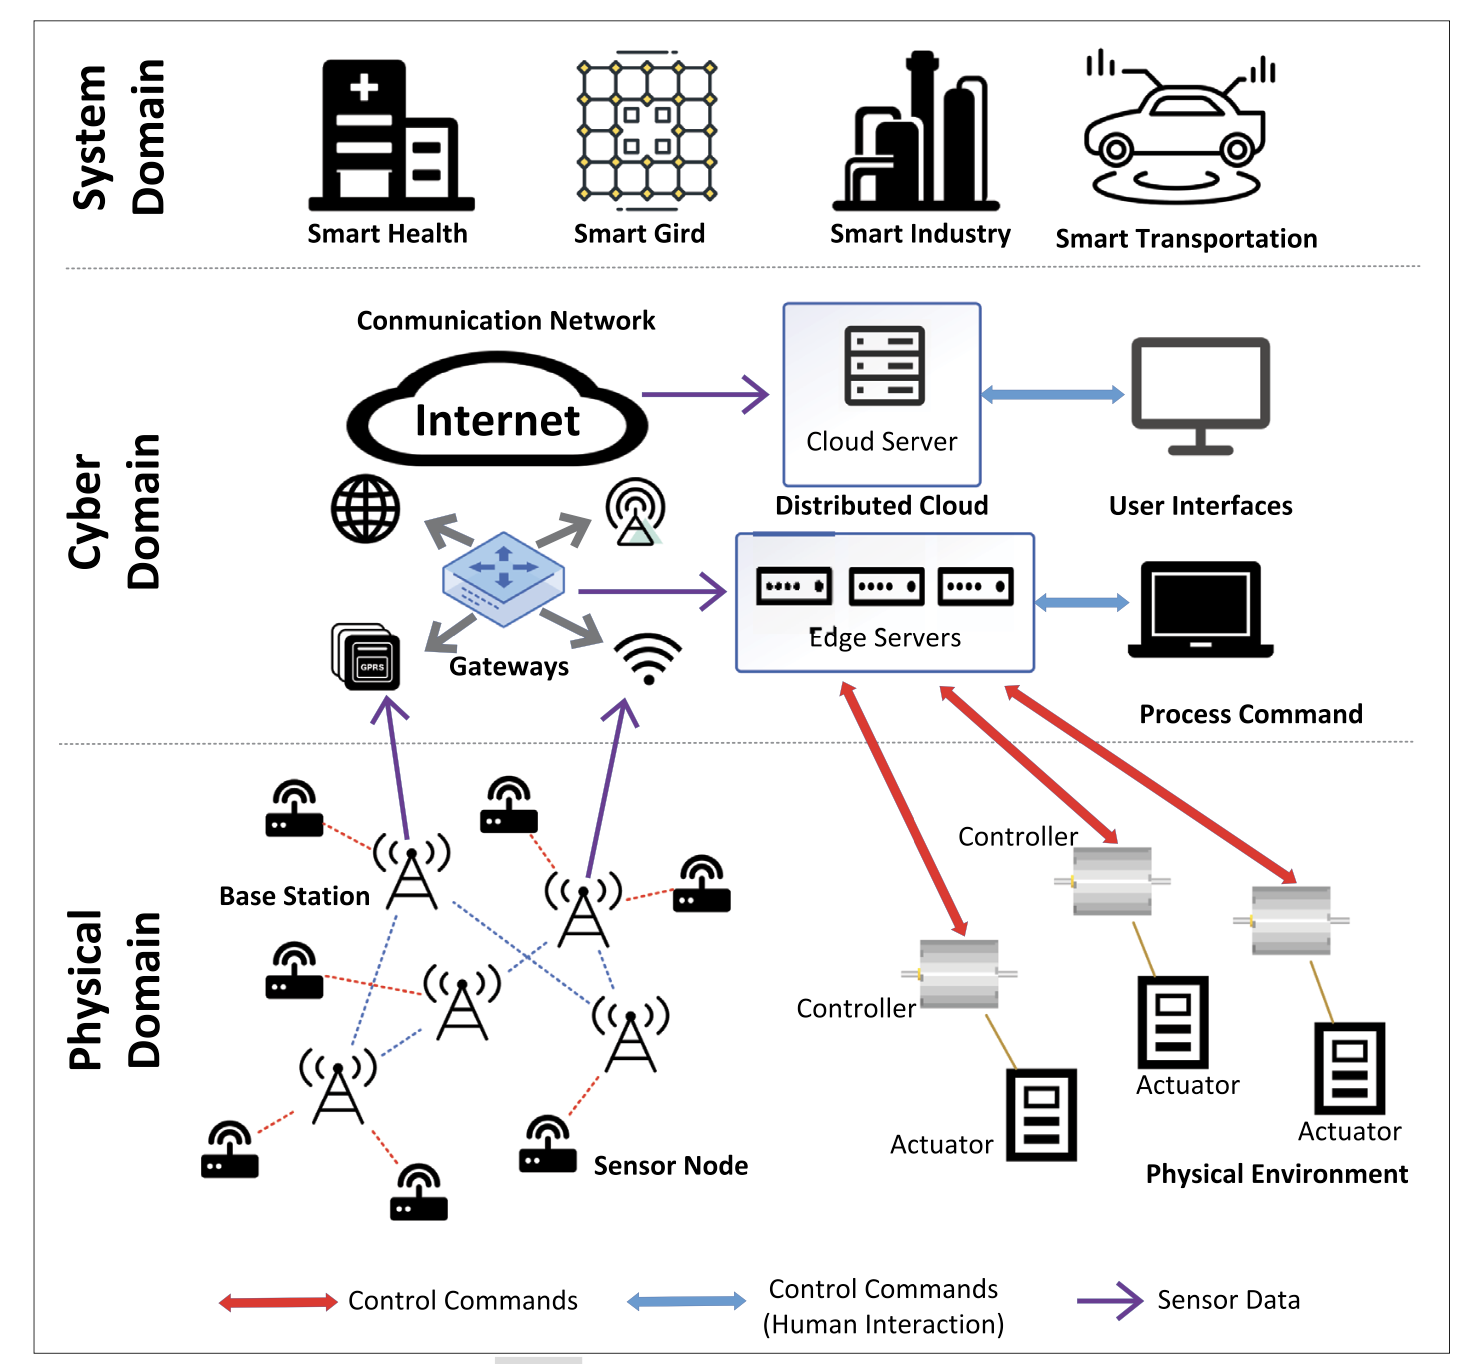 System
Domain
Smart Health
Smart Gird
Smart Industry
Smart Transportation
Cyber
Domain
Conmunication Network
Internet
Cloud Server
Distributed Cloud
User Interfaces
Edge Servers
GPRS
Gateways
Process Command
Physical
Domain
Base Station
Controller
Controller
Actuator
Actuator
Actuator
Sensor Node
Physical Environment
Control Commands
Control Commands
(Human Interaction)
Sensor Data